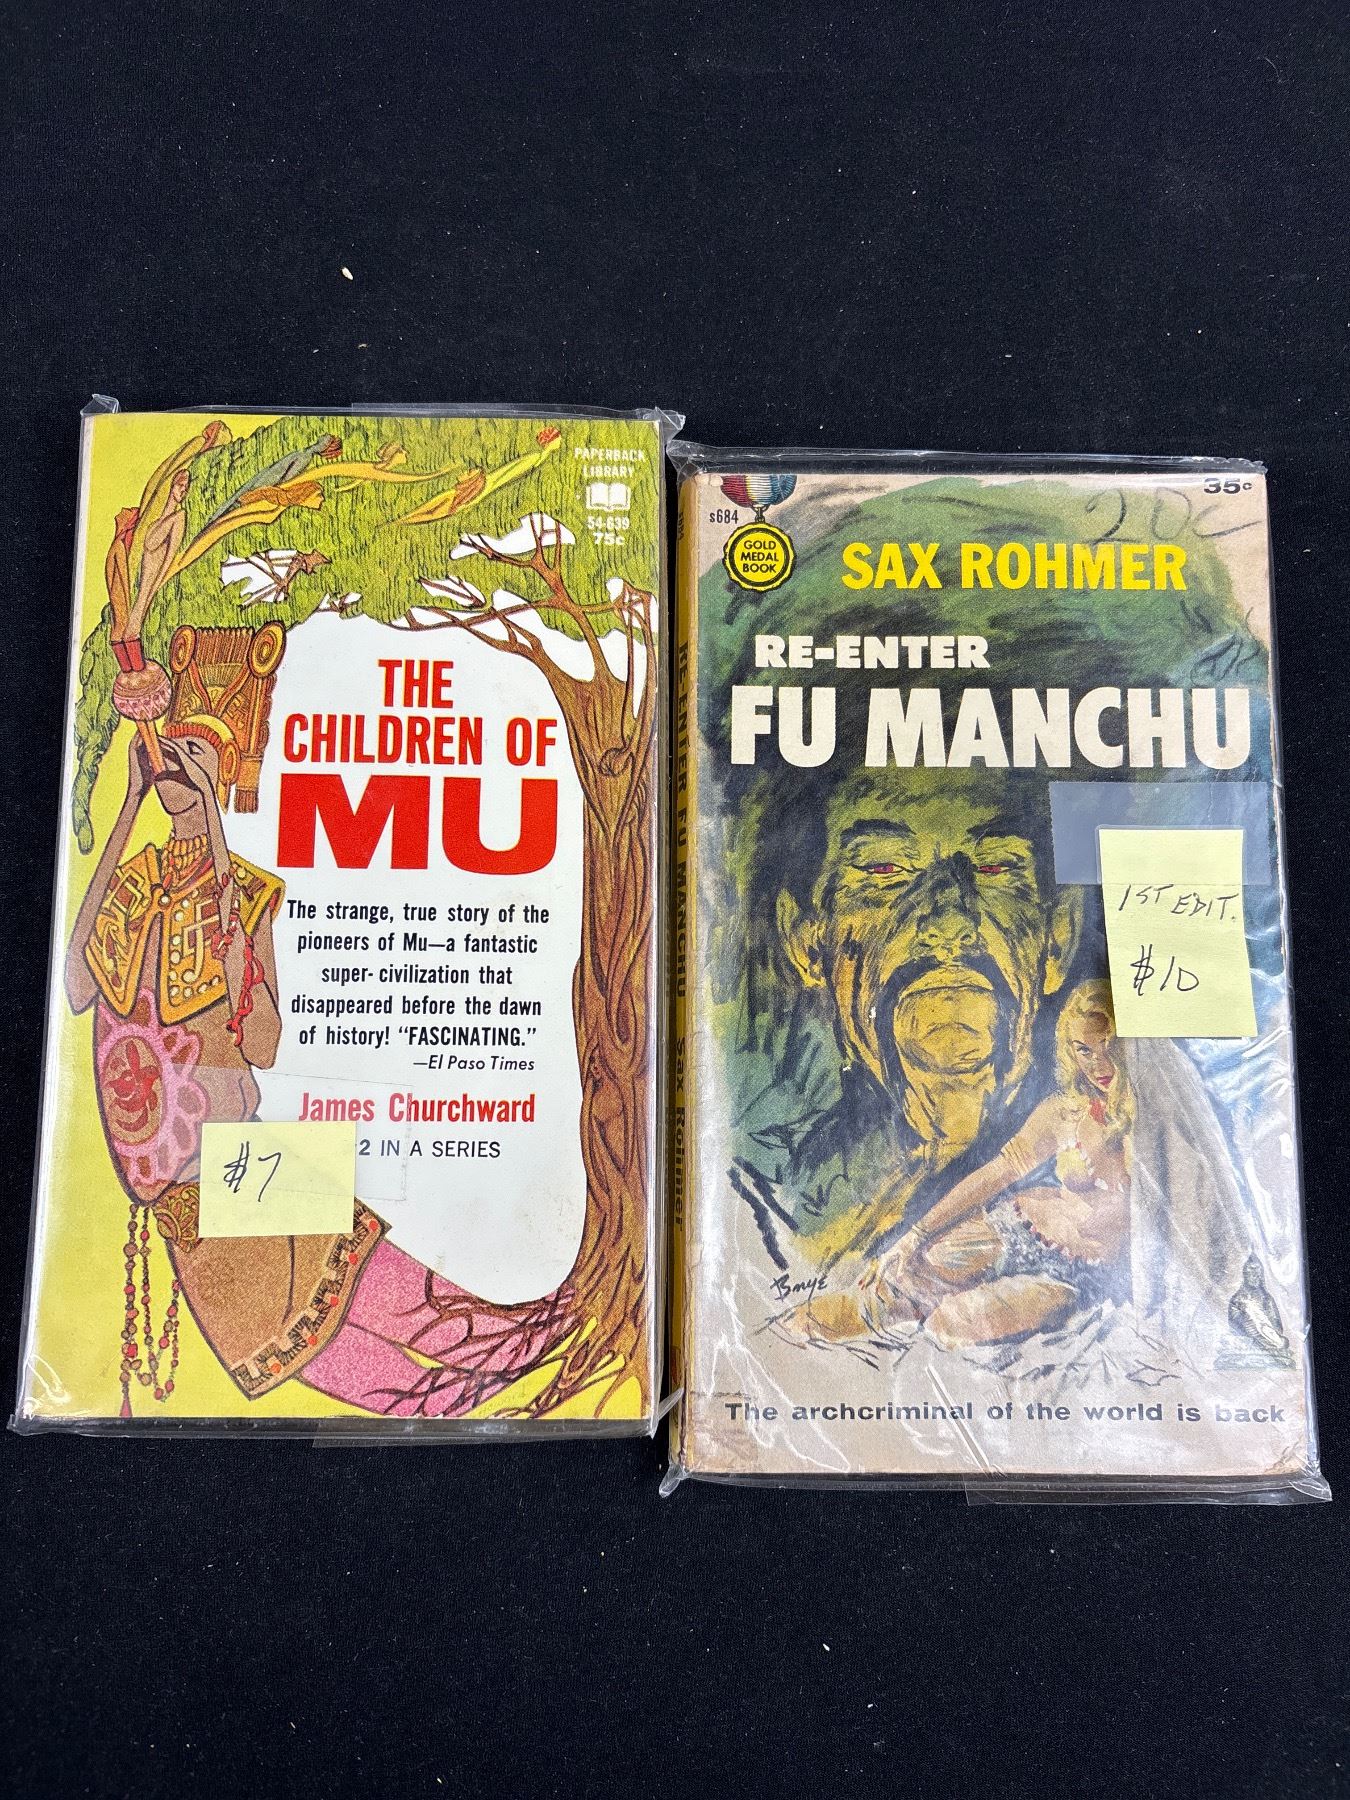 PAPERBACK
LIBRARY
54-639
75c
THE
CHILDREN OF
MU
The strange, true story of the
pioneers of Mu—a fantastic
super-civilization that
disappeared before the dawn
of history! "FASCINATING."
—El Paso Times
James Churchward
2 IN A SERIES
$7
s684
GOLD
MEDAL
BOOK
35c
20c
SAX ROHMER
RE-ENTER
FU MANCHU
1ST EDIT.
$10
The archcriminal of the world is back
RE-ENTER FU MANCHU Sax Rohmer